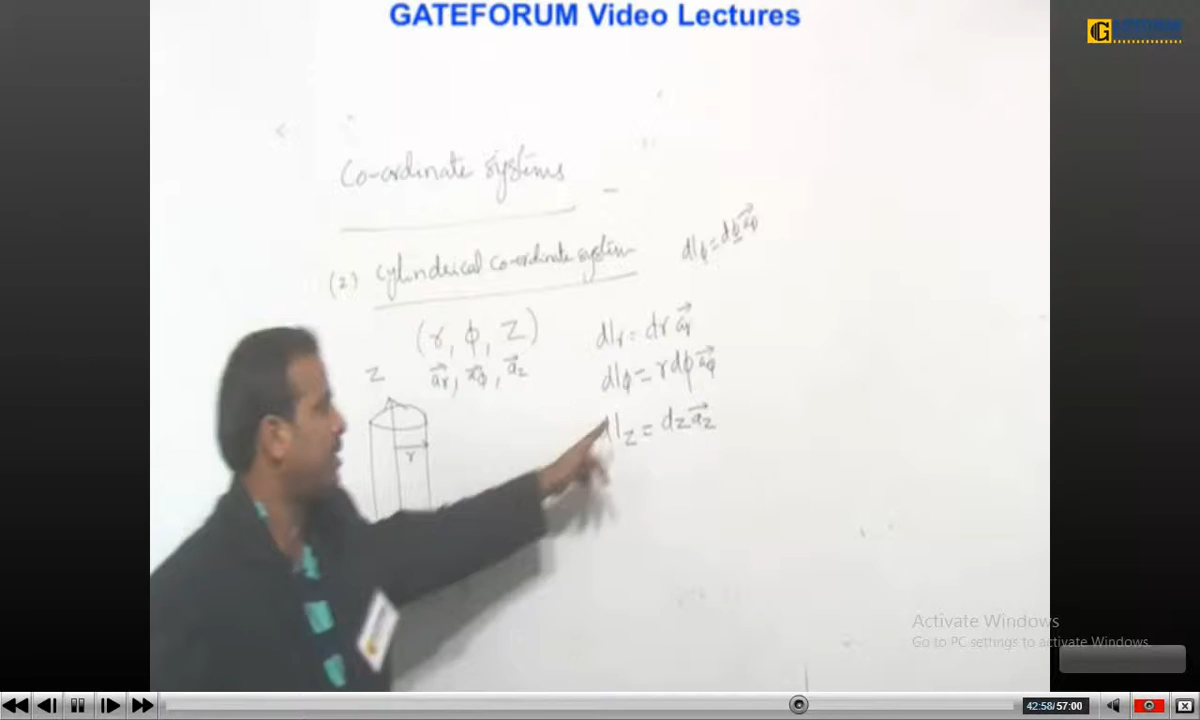 GATEFORUM Video Lectures
G GATEFORUM
Co-ordinate systems
(2) Cylindrical co-ordinate system
dlφ = dφ a⃗φ
(r, φ, z)
a⃗r, a⃗φ, a⃗z
dlr = dr a⃗r
dlφ = r dφ a⃗φ
dlz = dz a⃗z
z
r
Activate Windows
Go to PC settings to activate Windows.
42:58/57:00